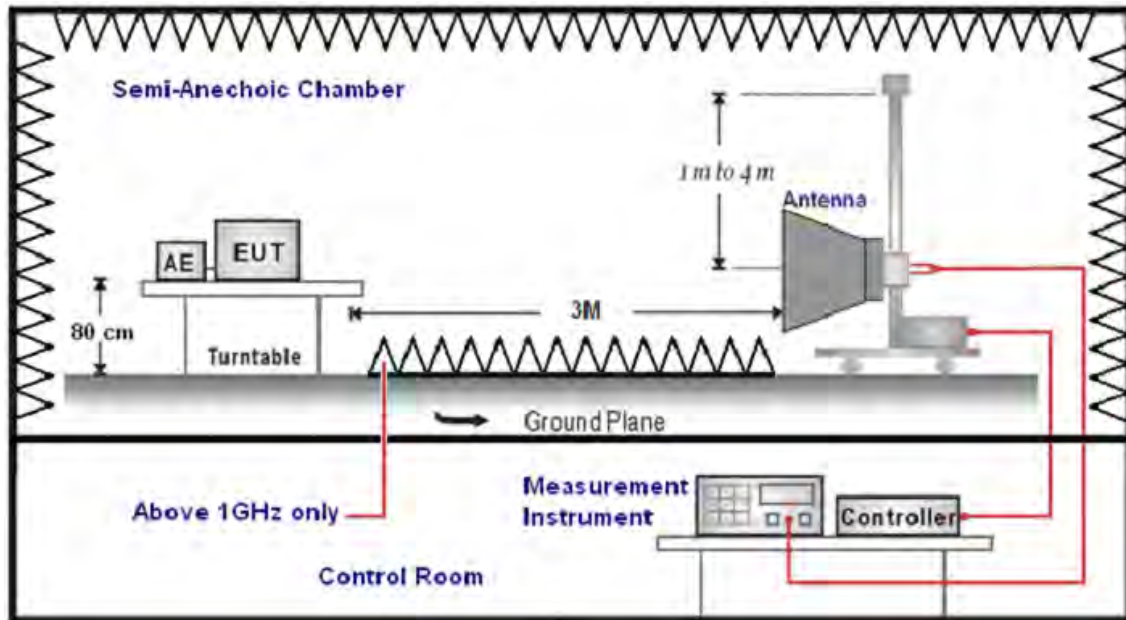 Semi-Anechoic Chamber
1 m to 4 m
Antenna
AE
EUT
3M
80 cm
Turntable
Ground Plane
Above 1GHz only
Measurement
Instrument
Controller
Control Room